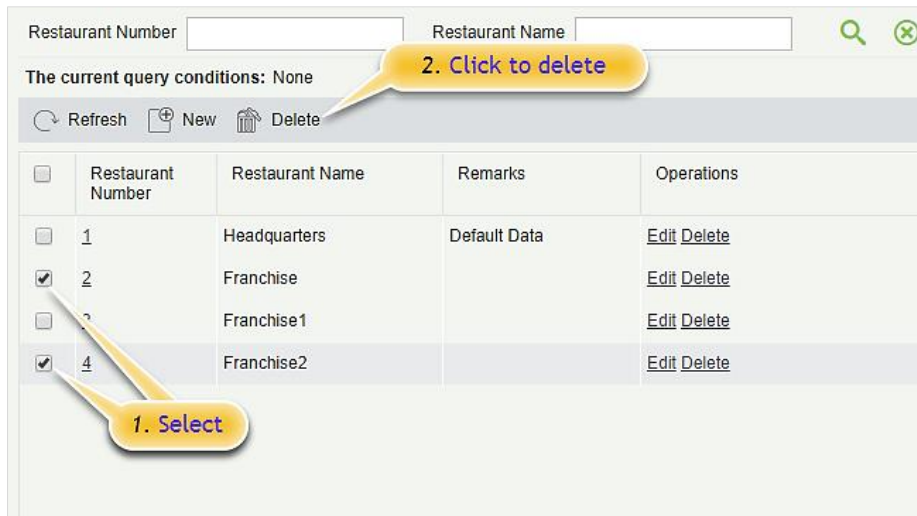 Restaurant Number Restaurant Name
2. Click to delete
The current query conditions: None
Refresh New Delete
Restaurant Number Restaurant Name Remarks Operations
1 Headquarters Default Data Edit Delete
2 Franchise Edit Delete
Franchise1 Edit Delete
4 Franchise2 Edit Delete
1. Select